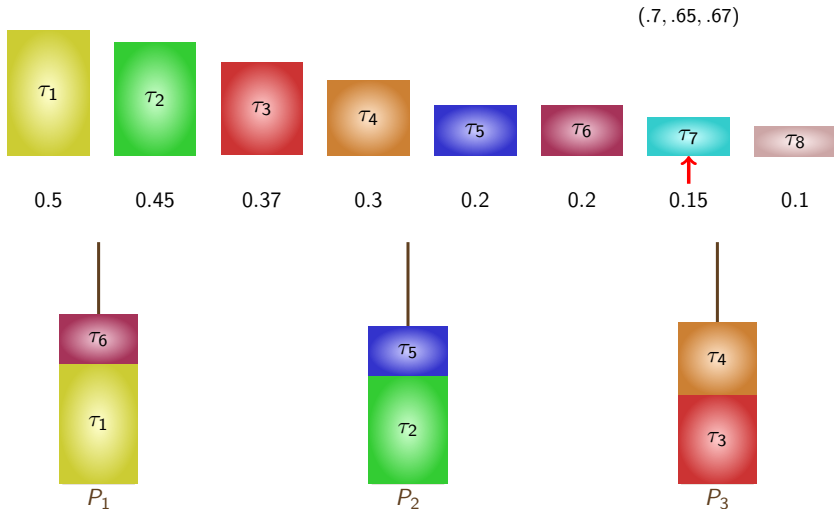 (.7, .65, .67)
τ₁ τ₂ τ₃ τ₄ τ₅ τ₆ τ₇ τ₈
0.5 0.45 0.37 0.3 0.2 0.2 0.15 0.1
τ₆ τ₅ τ₄
τ₁ τ₂ τ₃
P₁ P₂ P₃